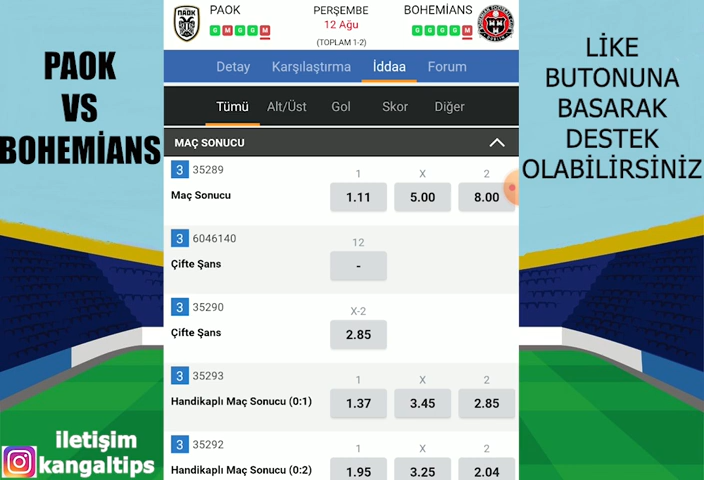 PAOK
VS
BOHEMİANS
PAOK
G M G G M
PERŞEMBE
12 Ağu
(TOPLAM 1-2)
BOHEMIANS
G G G G M
Detay Karşılaştırma İddaa Forum
Tümü Alt/Üst Gol Skor Diğer
MAÇ SONUCU
3 35289
Maç Sonucu
1 X 2
1.11 5.00 8.00
3 6046140
Çifte Şans
12
-
3 35290
Çifte Şans
X-2
2.85
3 35293
Handikaplı Maç Sonucu (0:1)
1 X 2
1.37 3.45 2.85
3 35292
Handikaplı Maç Sonucu (0:2)
1 X 2
1.95 3.25 2.04
LİKE
BUTONUNA
BASARAK
DESTEK
OLABİLİRSİNİZ
iletişim
kangaltips